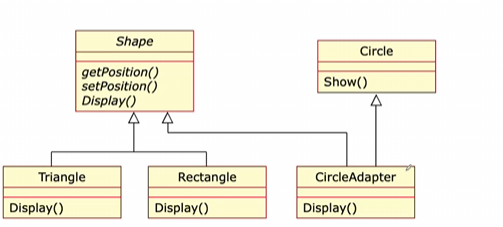 Shape
getPosition()
setPosition()
Display()
Circle
Show()
Triangle
Display()
Rectangle
Display()
CircleAdapter
Display()